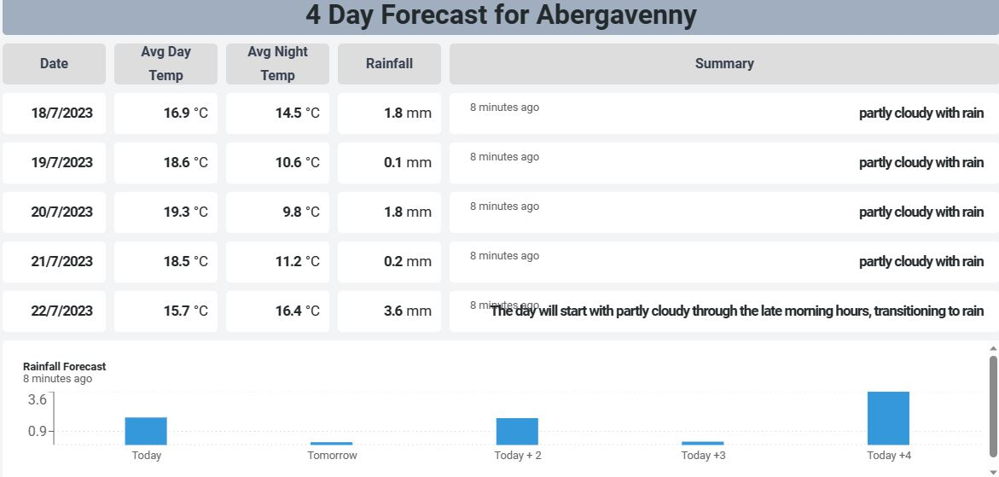 4 Day Forecast for Abergavenny
Date
Avg Day
Temp
Avg Night
Temp
Rainfall
Summary
18/7/2023 16.9 °C 14.5 °C 1.8 mm 8 minutes ago partly cloudy with rain
19/7/2023 18.6 °C 10.6 °C 0.1 mm 8 minutes ago partly cloudy with rain
20/7/2023 19.3 °C 9.8 °C 1.8 mm 8 minutes ago partly cloudy with rain
21/7/2023 18.5 °C 11.2 °C 0.2 mm 8 minutes ago partly cloudy with rain
22/7/2023 15.7 °C 16.4 °C 3.6 mm 8 minutes ago The day will start with partly cloudy through the late morning hours, transitioning to rain
Rainfall Forecast
8 minutes ago
3.6
0.9
Today Tomorrow Today + 2 Today +3 Today +4